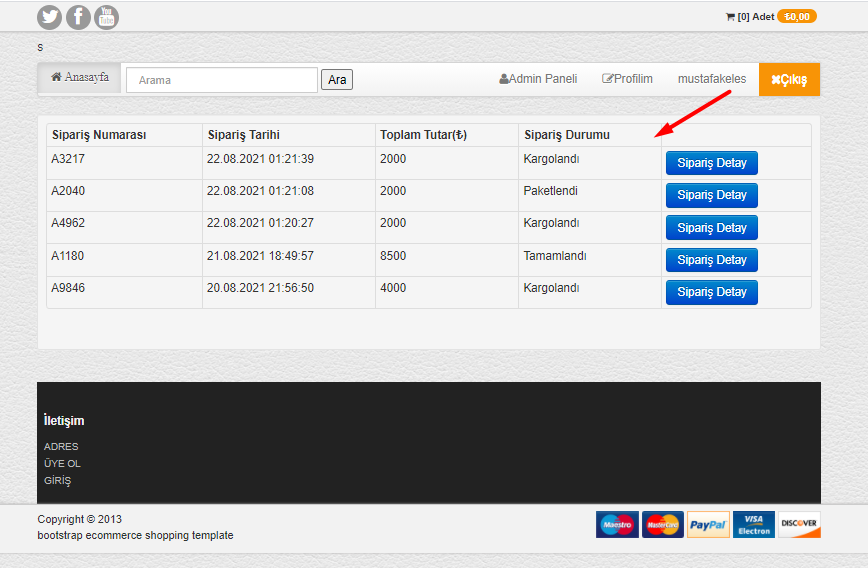 You Tube
[0] Adet ₺0,00
s
Anasayfa Arama Ara Admin Paneli Profilim mustafakeles Çıkış
Sipariş Numarası Sipariş Tarihi Toplam Tutar(₺) Sipariş Durumu
A3217 22.08.2021 01:21:39 2000 Kargolandı Sipariş Detay
A2040 22.08.2021 01:21:08 2000 Paketlendi Sipariş Detay
A4962 22.08.2021 01:20:27 2000 Kargolandı Sipariş Detay
A1180 21.08.2021 18:49:57 8500 Tamamlandı Sipariş Detay
A9846 20.08.2021 21:56:50 4000 Kargolandı Sipariş Detay
İletişim
ADRES
ÜYE OL
GİRİŞ
Copyright © 2013
bootstrap ecommerce shopping template
Maestro MasterCard PayPal VISA Electron DISCOVER